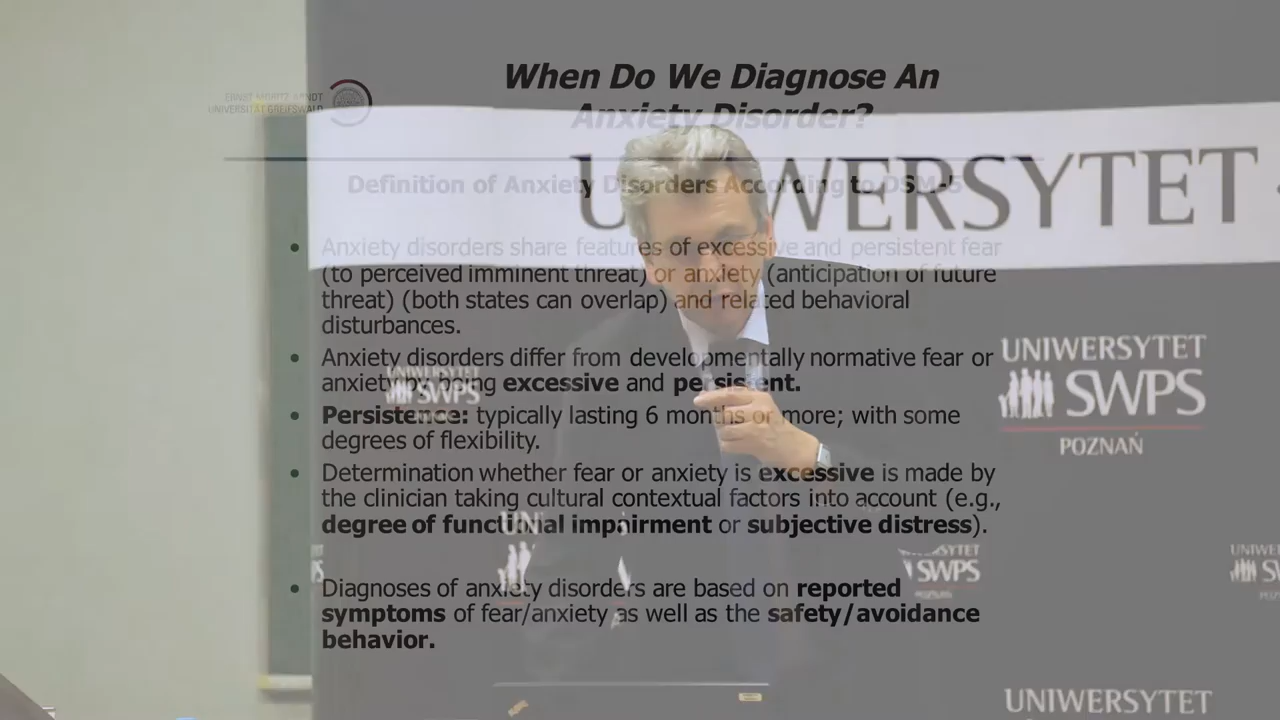 When Do We Diagnose An
Anxiety Disorder?
ERNST MORITZ ARNDT
UNIVERSITÄT GREIFSWALD
UNIWERSYTET
Definition of Anxiety Disorders According to DSM-5
• Anxiety disorders share features of excessive and persistent fear
(to perceived imminent threat) or anxiety (anticipation of future
threat) (both states can overlap) and related behavioral
disturbances.
• Anxiety disorders differ from developmentally normative fear or
anxiety by being excessive and persistent.
• Persistence: typically lasting 6 months or more; with some
degrees of flexibility.
• Determination whether fear or anxiety is excessive is made by
the clinician taking cultural contextual factors into account (e.g.,
degree of functional impairment or subjective distress).
• Diagnoses of anxiety disorders are based on reported
symptoms of fear/anxiety as well as the safety/avoidance
behavior.
UNIWERSYTET
SWPS
POZNAŃ
UNIWERSYTET
SWPS
UNI
SWPS
UNIWERSYTET